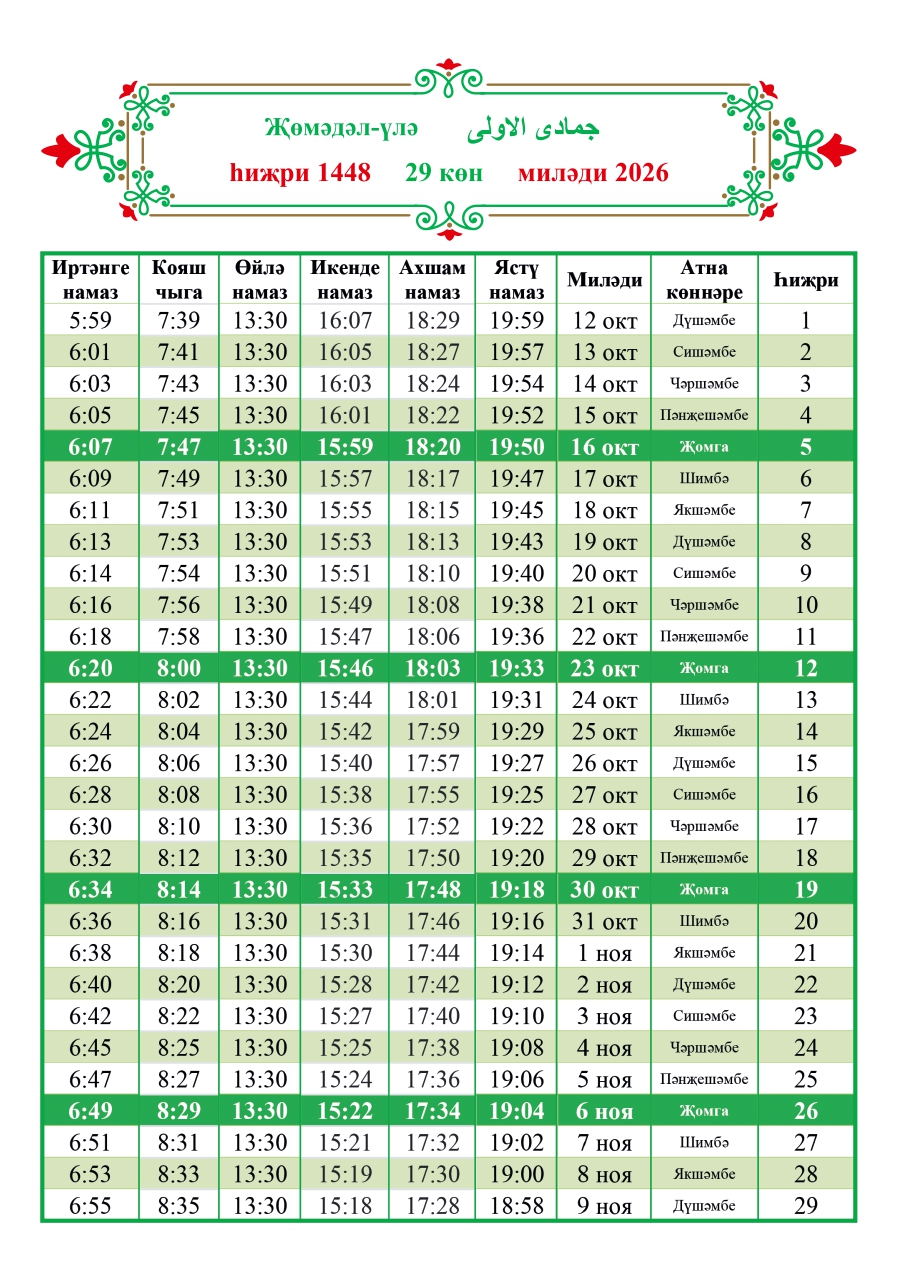 Җөмәдәл-үлә جمادى الاولى
һиҗри 1448 29 көн миләди 2026
Иртәнге намаз Кояш чыга Өйлә намаз Икенде намаз Ахшам намаз Ясту намаз Миләди Атна көннәре Һиҗри
5:59 7:39 13:30 16:07 18:29 19:59 12 окт Дүшәмбе 1
6:01 7:41 13:30 16:05 18:27 19:57 13 окт Сишәмбе 2
6:03 7:43 13:30 16:03 18:24 19:54 14 окт Чәршәмбе 3
6:05 7:45 13:30 16:01 18:22 19:52 15 окт Пәнҗешәмбе 4
6:07 7:47 13:30 15:59 18:20 19:50 16 окт Җомга 5
6:09 7:49 13:30 15:57 18:17 19:47 17 окт Шимбә 6
6:11 7:51 13:30 15:55 18:15 19:45 18 окт Якшәмбе 7
6:13 7:53 13:30 15:53 18:13 19:43 19 окт Дүшәмбе 8
6:14 7:54 13:30 15:51 18:10 19:40 20 окт Сишәмбе 9
6:16 7:56 13:30 15:49 18:08 19:38 21 окт Чәршәмбе 10
6:18 7:58 13:30 15:47 18:06 19:36 22 окт Пәнҗешәмбе 11
6:20 8:00 13:30 15:46 18:03 19:33 23 окт Җомга 12
6:22 8:02 13:30 15:44 18:01 19:31 24 окт Шимбә 13
6:24 8:04 13:30 15:42 17:59 19:29 25 окт Якшәмбе 14
6:26 8:06 13:30 15:40 17:57 19:27 26 окт Дүшәмбе 15
6:28 8:08 13:30 15:38 17:55 19:25 27 окт Сишәмбе 16
6:30 8:10 13:30 15:36 17:52 19:22 28 окт Чәршәмбе 17
6:32 8:12 13:30 15:35 17:50 19:20 29 окт Пәнҗешәмбе 18
6:34 8:14 13:30 15:33 17:48 19:18 30 окт Җомга 19
6:36 8:16 13:30 15:31 17:46 19:16 31 окт Шимбә 20
6:38 8:18 13:30 15:30 17:44 19:14 1 ноя Якшәмбе 21
6:40 8:20 13:30 15:28 17:42 19:12 2 ноя Дүшәмбе 22
6:42 8:22 13:30 15:27 17:40 19:10 3 ноя Сишәмбе 23
6:45 8:25 13:30 15:25 17:38 19:08 4 ноя Чәршәмбе 24
6:47 8:27 13:30 15:24 17:36 19:06 5 ноя Пәнҗешәмбе 25
6:49 8:29 13:30 15:22 17:34 19:04 6 ноя Җомга 26
6:51 8:31 13:30 15:21 17:32 19:02 7 ноя Шимбә 27
6:53 8:33 13:30 15:19 17:30 19:00 8 ноя Якшәмбе 28
6:55 8:35 13:30 15:18 17:28 18:58 9 ноя Дүшәмбе 29